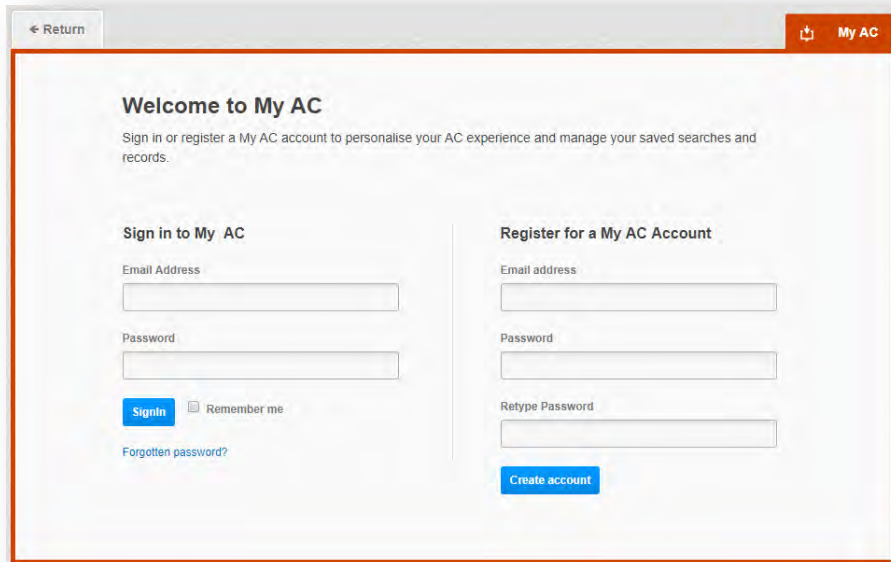 ← Return
My AC
Welcome to My AC
Sign in or register a My AC account to personalise your AC experience and manage your saved searches and
records.
Sign in to My AC
Email Address
Password
SignIn
Remember me
Forgotten password?
Register for a My AC Account
Email address
Password
Retype Password
Create account